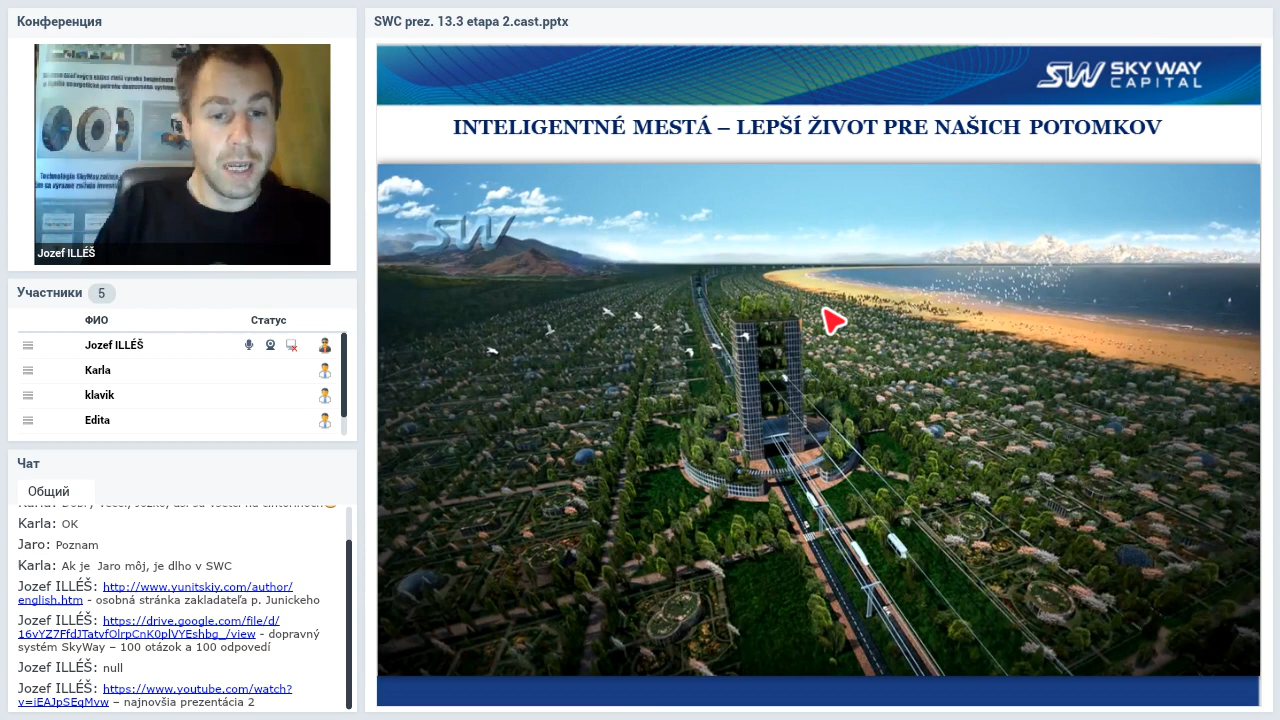 Конференция
Jozef ILLÉŠ
Участники 5
ФИО Статус
Jozef ILLÉŠ
Karla
klavik
Edita
Чат
Общий
Karla: OK
Jaro: Poznam
Karla: Ak je Jaro môj, je dlho v SWC
Jozef ILLÉŠ: http://www.yunitskiy.com/author/
english.htm - osobná stránka zakladateľa p. Junickeho
Jozef ILLÉŠ: https://drive.google.com/file/d/
16vYZ7FfdJTatvfOlrpCnK0plVYEshbg_/view - dopravný
systém SkyWay – 100 otázok a 100 odpovedí
Jozef ILLÉŠ: null
Jozef ILLÉŠ: https://www.youtube.com/watch?
v=iEAJpSEqMvw – najnovšia prezentácia 2
SWC prez. 13.3 etapa 2.cast.pptx
SW SKY WAY
CAPITAL
INTELIGENTNÉ MESTÁ – LEPŠÍ ŽIVOT PRE NAŠICH POTOMKOV
SW